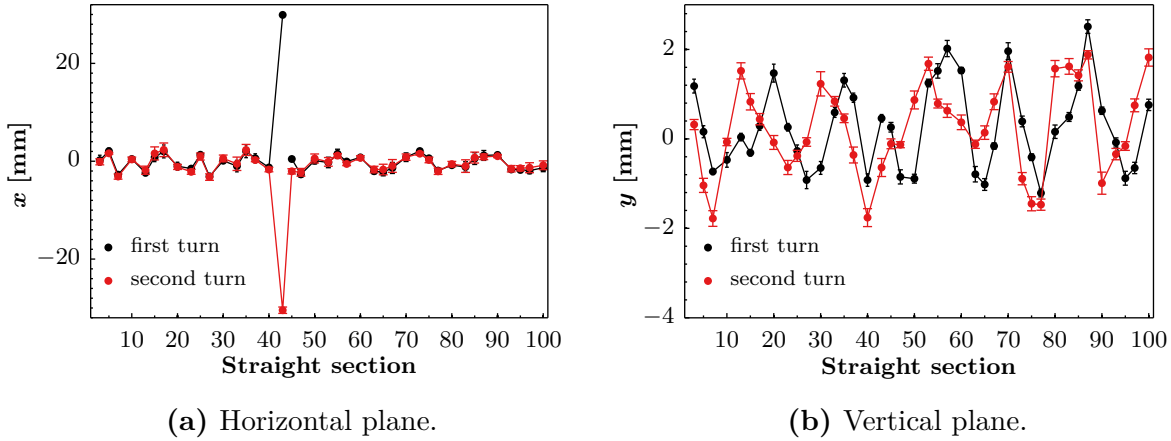 20
0
−20
x [mm]
first turn
second turn
10 20 30 40 50 60 70 80 90 100
Straight section
(a) Horizontal plane.
2
0
−2
−4
y [mm]
first turn
second turn
10 20 30 40 50 60 70 80 90 100
Straight section
(b) Vertical plane.